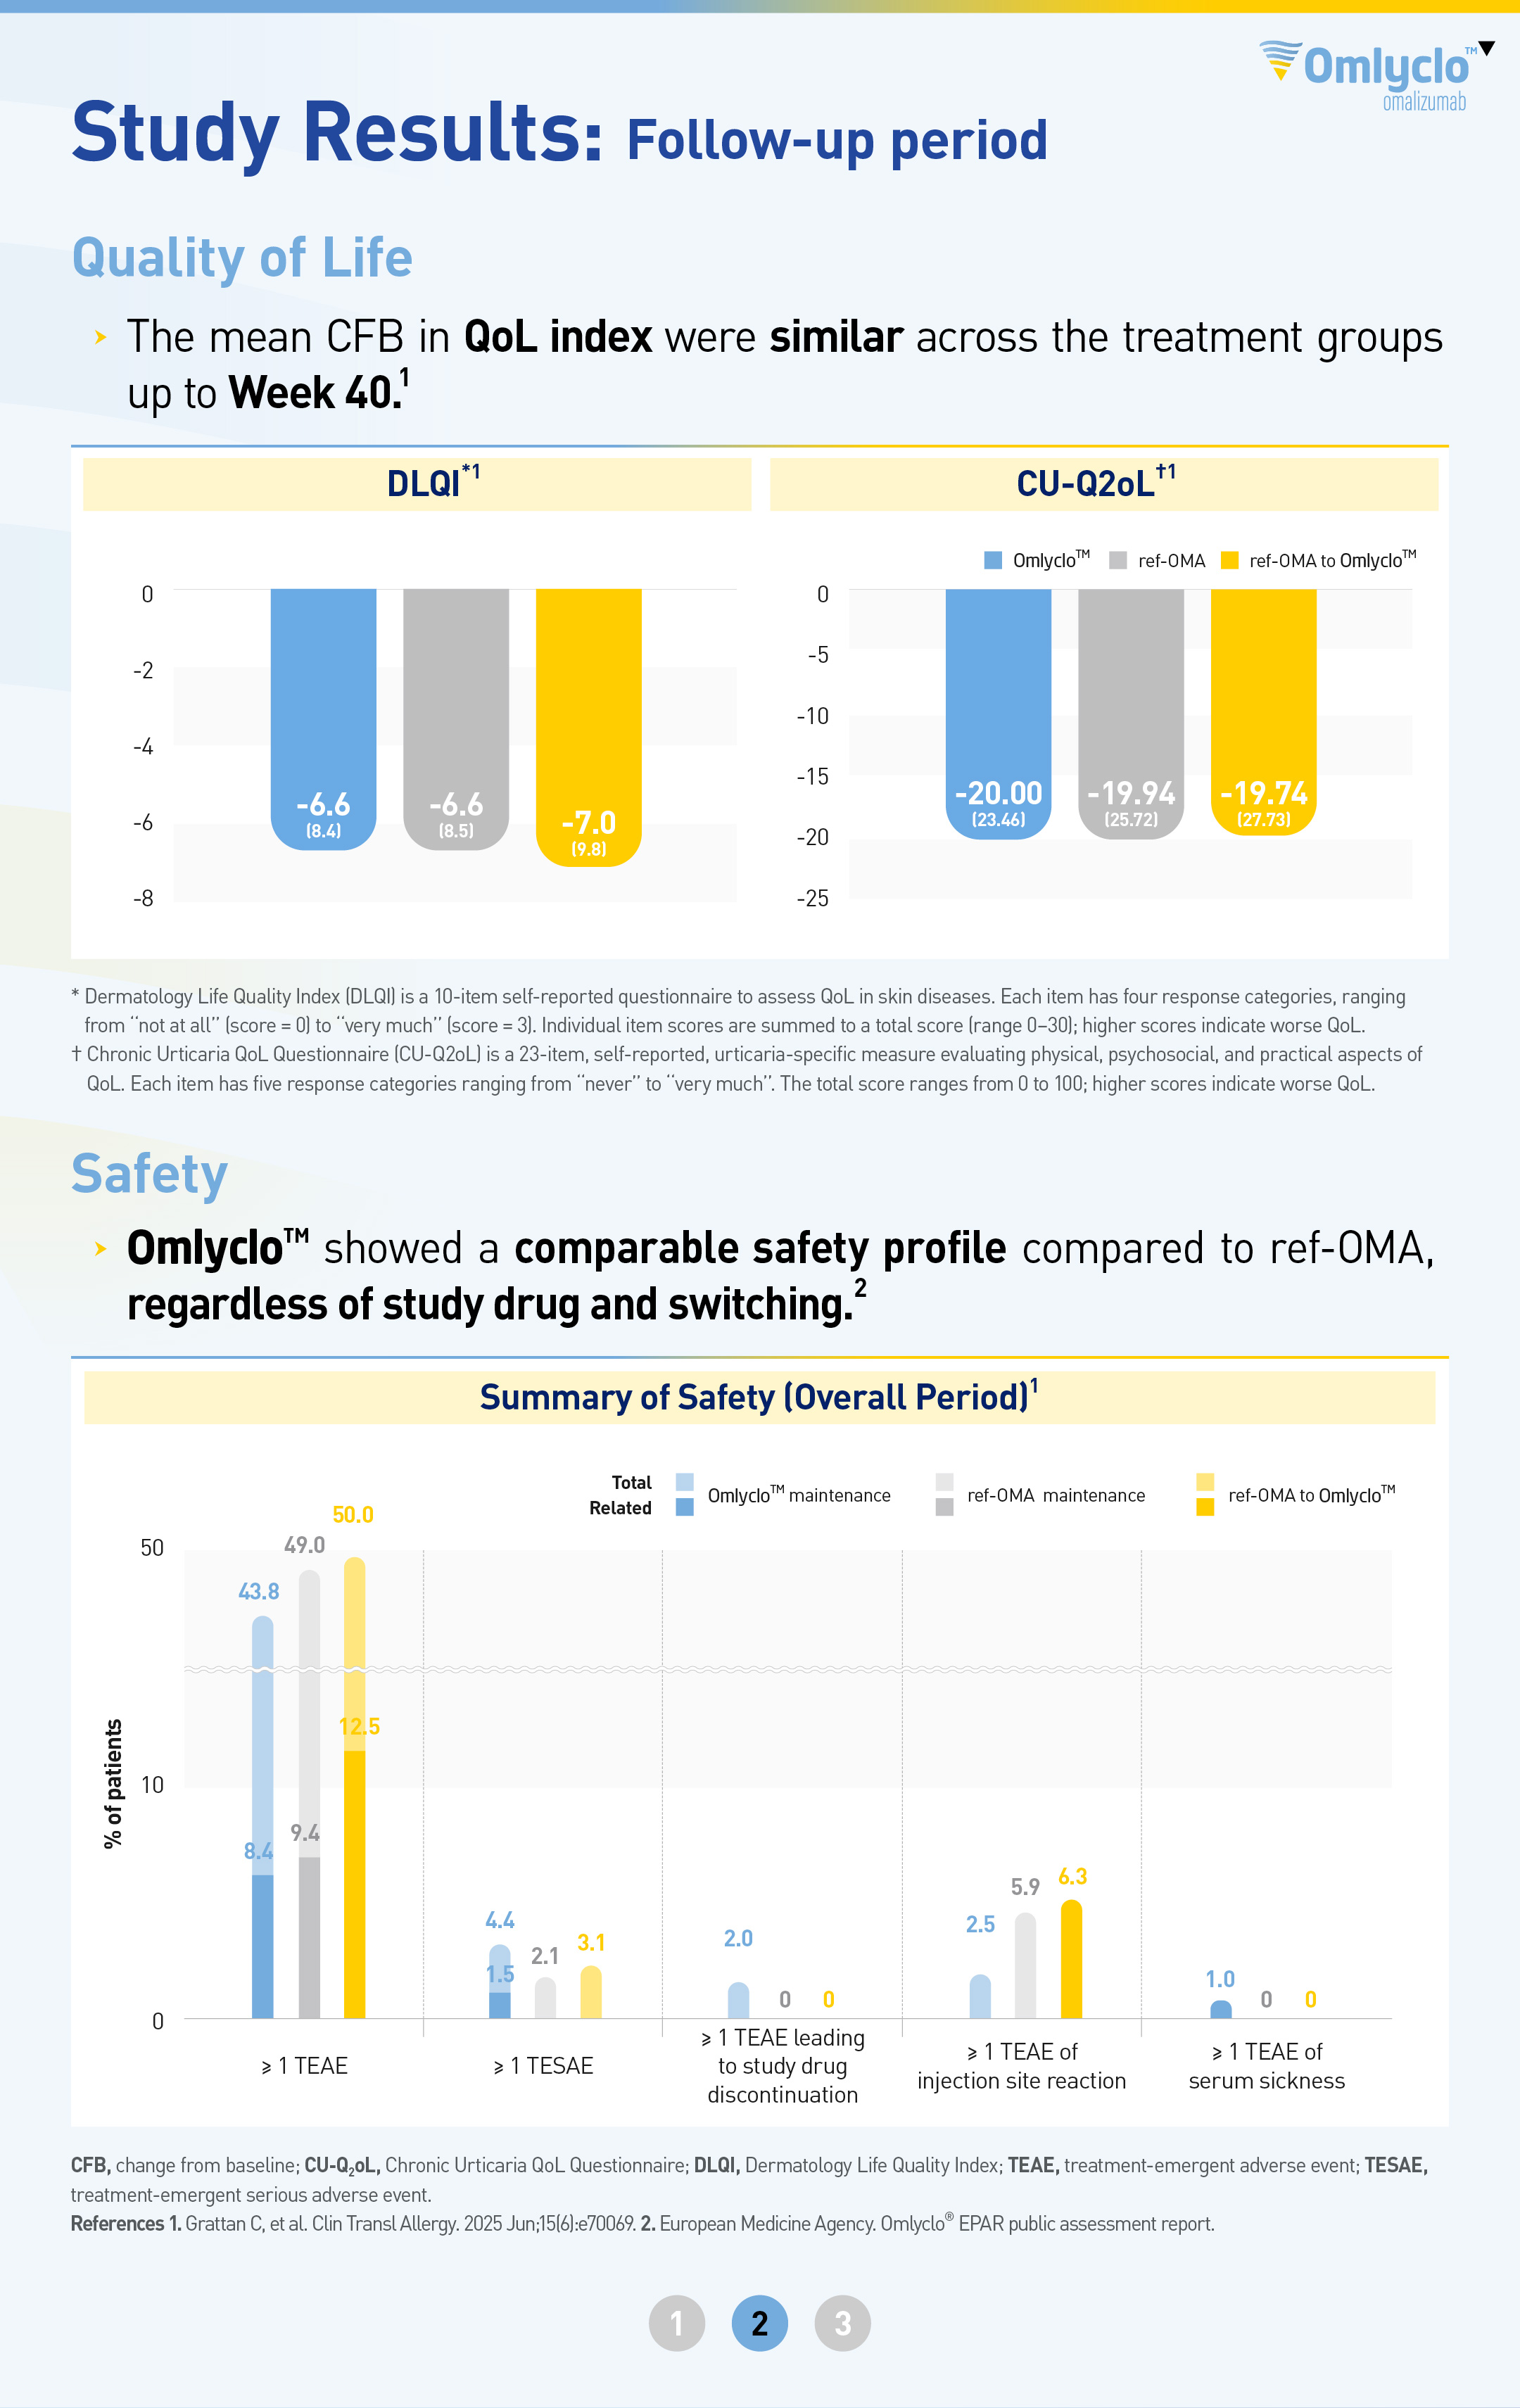 Omlyclo™▼
omalizumab
Study Results: Follow-up period
Quality of Life
The mean CFB in QoL index were similar across the treatment groups
up to Week 40.1
DLQI*1
CU-Q2oL†1
Omlyclo™ ref-OMA ref-OMA to Omlyclo™
0
-2
-4
-6
-8
-6.6
(8.4)
-6.6
(8.5)
-7.0
(9.8)
0
-5
-10
-15
-20
-25
-20.00
(23.46)
-19.94
(25.72)
-19.74
(27.73)
* Dermatology Life Quality Index (DLQI) is a 10-item self-reported questionnaire to assess QoL in skin diseases. Each item has four response categories, ranging
from ‘‘not at all’’ (score = 0) to ‘‘very much’’ (score = 3). Individual item scores are summed to a total score (range 0–30); higher scores indicate worse QoL.
† Chronic Urticaria QoL Questionnaire (CU-Q2oL) is a 23-item, self-reported, urticaria-specific measure evaluating physical, psychosocial, and practical aspects of
QoL. Each item has five response categories ranging from ‘‘never’’ to ‘‘very much’’. The total score ranges from 0 to 100; higher scores indicate worse QoL.
Safety
Omlyclo™ showed a comparable safety profile compared to ref-OMA,
regardless of study drug and switching.2
Summary of Safety (Overall Period)1
Total
Related
Omlyclo™ maintenance
ref-OMA maintenance
ref-OMA to Omlyclo™
% of patients
50
10
0
43.8
49.0
50.0
8.4
9.4
12.5
4.4
1.5
2.1
3.1
2.0
0
0
2.5
5.9
6.3
1.0
0
0
⩾ 1 TEAE
⩾ 1 TESAE
⩾ 1 TEAE leading
to study drug
discontinuation
⩾ 1 TEAE of
injection site reaction
⩾ 1 TEAE of
serum sickness
CFB, change from baseline; CU-Q2oL, Chronic Urticaria QoL Questionnaire; DLQI, Dermatology Life Quality Index; TEAE, treatment-emergent adverse event; TESAE,
treatment-emergent serious adverse event.
References 1. Grattan C, et al. Clin Transl Allergy. 2025 Jun;15(6):e70069. 2. European Medicine Agency. Omlyclo® EPAR public assessment report.
1 2 3